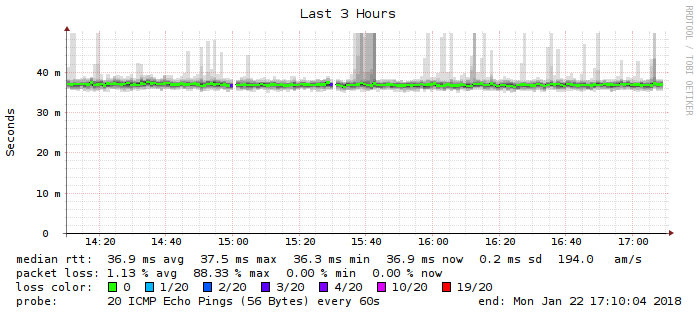 Last 3 Hours
RRDTOOL / TOBI OETIKER
Seconds
40 m
30 m
20 m
10 m
0
14:20 14:40 15:00 15:20 15:40 16:00 16:20 16:40 17:00
median rtt: 36.9 ms avg 37.5 ms max 36.3 ms min 36.9 ms now 0.2 ms sd 194.0 am/s
packet loss: 1.13 % avg 88.33 % max 0.00 % min 0.00 % now
loss color: 0 1/20 2/20 3/20 4/20 10/20 19/20
probe: 20 ICMP Echo Pings (56 Bytes) every 60s end: Mon Jan 22 17:10:04 2018